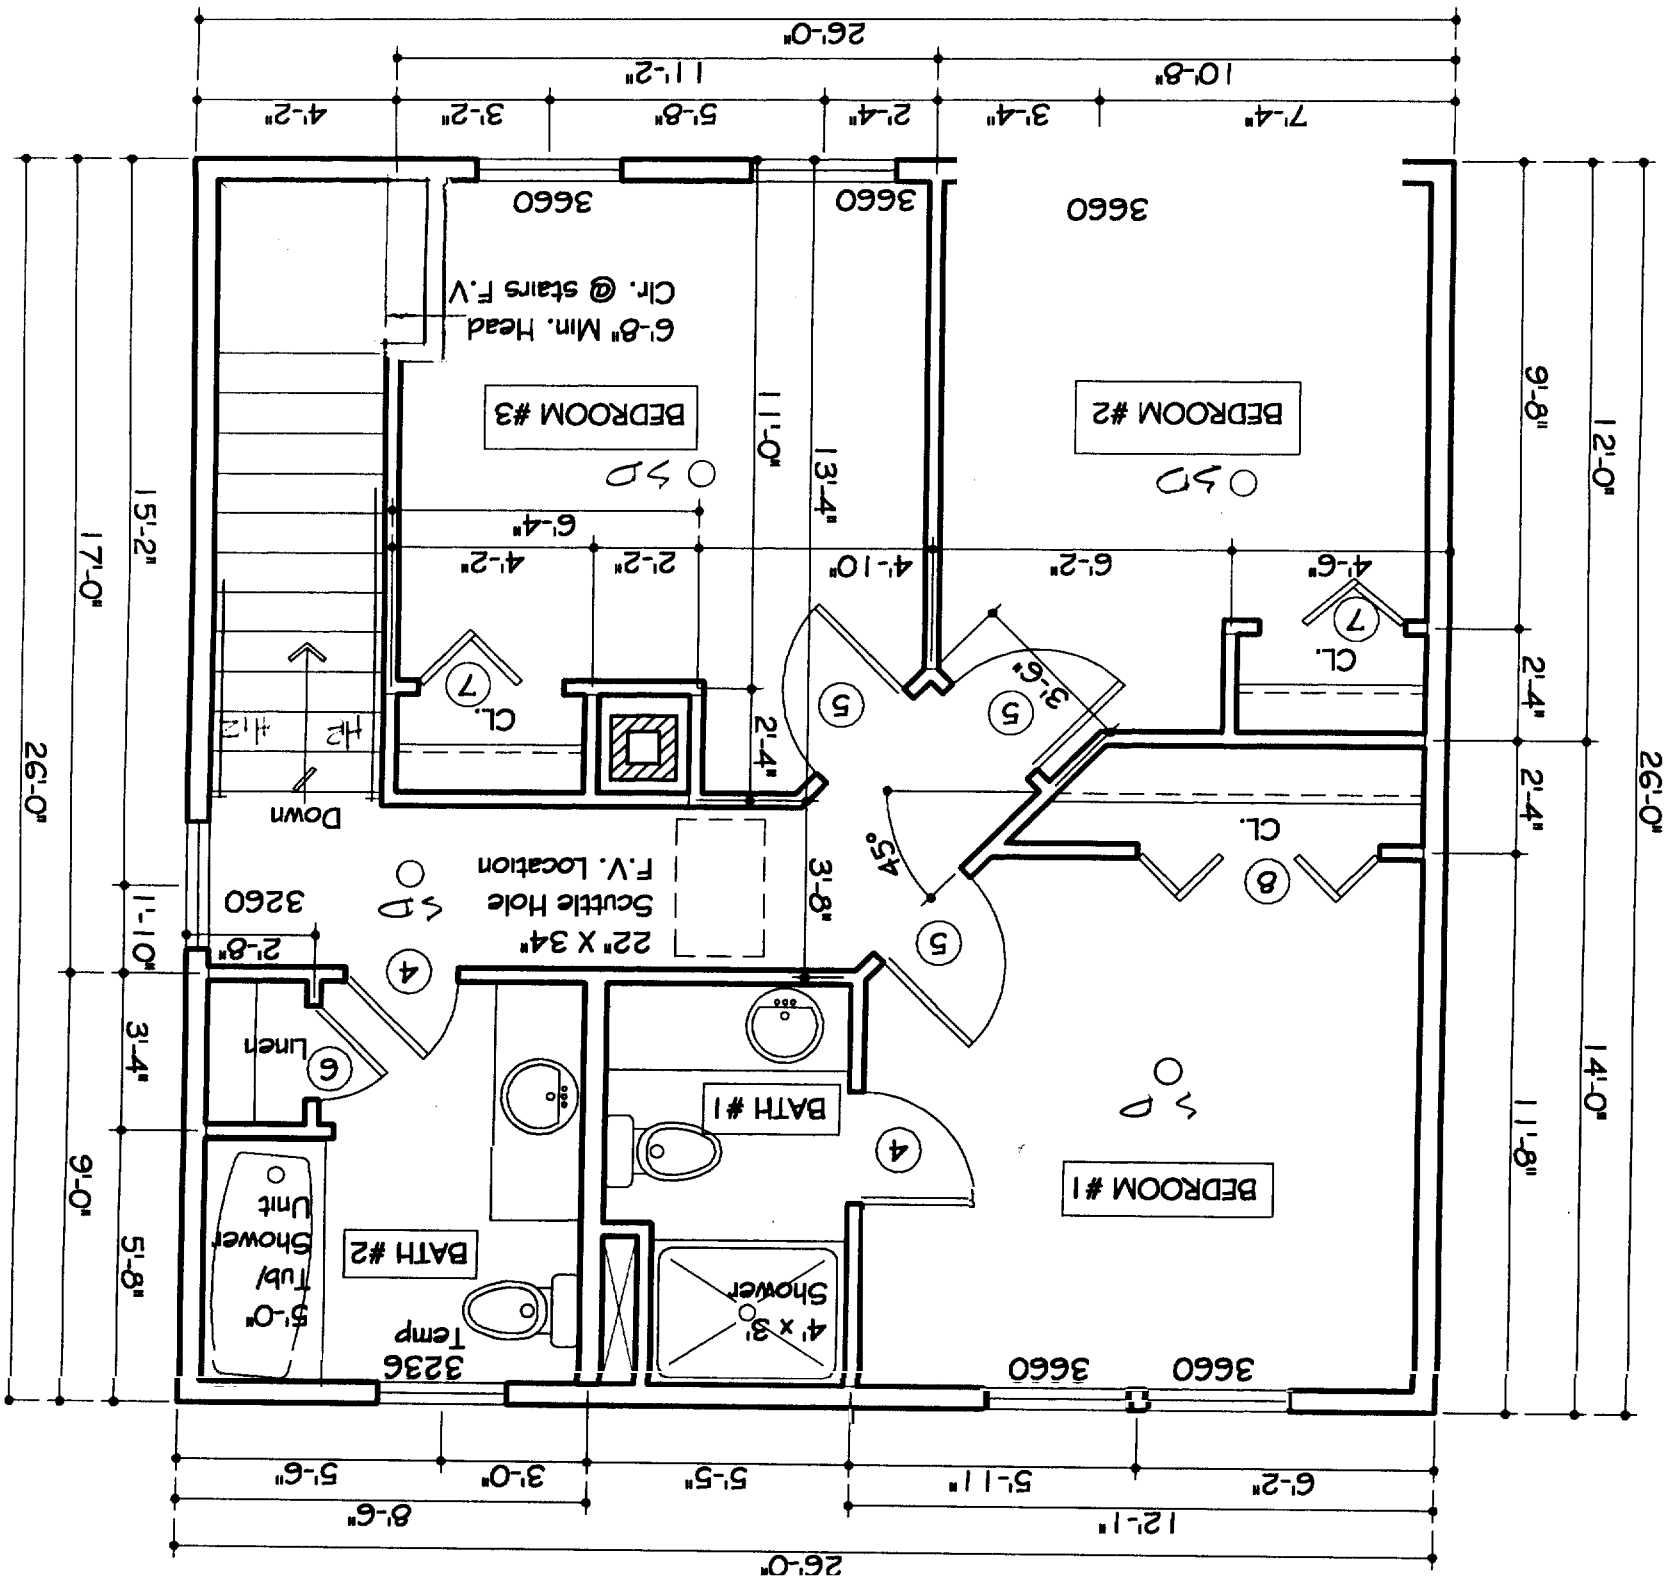 26'-0"
12'-1"
8'-6"
6'-2"
5'-11"
5'-5"
3'-0"
5'-6"
3660
3660
3236
Temp
4' x 3'
Shower
5'-0"
Tub/
Shower
Unit
BATH #2
BEDROOM #1
BATH #1
4
SD
6
Linen
26'-0"
14'-0"
11'-8"
5'-8"
9'-0"
3'-4"
26'-0"
5
4
2'-8"
3260
1'-10"
22" X 34"
Scuttle Hole
F.V. Location
SD
3'-8"
8
CL.
45°
Down
2'-4"
2'-4"
2'-4"
CL.
7
5
3'-6"
5
CL.
7
4'-6"
6'-2"
4'-10"
2'-2"
4'-2"
6'-4"
15'-2"
17'-0"
SD
BEDROOM #2
SD
BEDROOM #3
12'-0"
9'-8"
13'-4"
11'-0"
6'-8" Min. Head
Clr. @ stairs F.V
3660
3660
3660
7'-4"
3'-4"
2'-4"
5'-8"
3'-2"
4'-2"
10'-8"
11'-2"
26'-0"